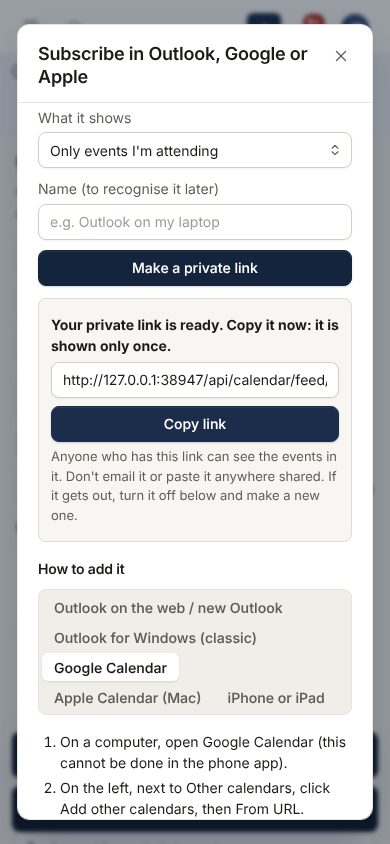 Subscribe in Outlook, Google or
Apple
What it shows
Only events I'm attending
Name (to recognise it later)
e.g. Outlook on my laptop
Make a private link
Your private link is ready. Copy it now: it is
shown only once.
http://127.0.0.1:38947/api/calendar/feed/
Copy link
Anyone who has this link can see the events in
it. Don't email it or paste it anywhere shared. If
it gets out, turn it off below and make a new
one.
How to add it
Outlook on the web / new Outlook
Outlook for Windows (classic)
Google Calendar
Apple Calendar (Mac) iPhone or iPad
1. On a computer, open Google Calendar (this
cannot be done in the phone app).
2. On the left, next to Other calendars, click
Add other calendars, then From URL.